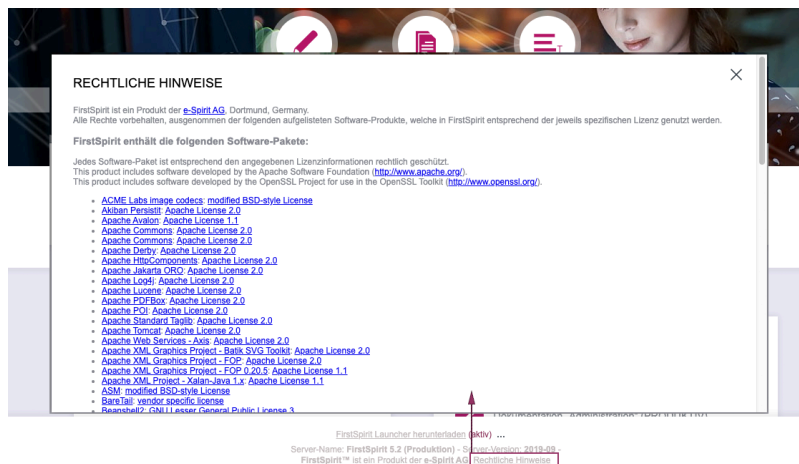 RECHTLICHE HINWEISE
FirstSpirit ist ein Produkt der e-Spirit AG, Dortmund, Germany.
Alle Rechte vorbehalten, ausgenommen der folgenden aufgelisteten Software-Produkte, welche in FirstSpirit entsprechend der jeweils spezifischen Lizenz genutzt werden.
FirstSpirit enthält die folgenden Software-Pakete:
Jedes Software-Paket ist entsprechend den angegebenen Lizenzinformationen rechtlich geschützt.
This product includes software developed by the Apache Software Foundation (http://www.apache.org/).
This product includes software developed by the OpenSSL Project for use in the OpenSSL Toolkit (http://www.openssl.org/).
ACME Labs image codecs: modified BSD-style License
Akiban Persistit: Apache License 2.0
Apache Avalon: Apache License 1.1
Apache Commons: Apache License 2.0
Apache Commons: Apache License 2.0
Apache Derby: Apache License 2.0
Apache HttpComponents: Apache License 2.0
Apache Jakarta ORO: Apache License 2.0
Apache Log4j: Apache License 2.0
Apache Lucene: Apache License 2.0
Apache PDFBox: Apache License 2.0
Apache POI: Apache License 2.0
Apache Standard Taglib: Apache License 2.0
Apache Tomcat: Apache License 2.0
Apache Web Services - Axis: Apache License 2.0
Apache XML Graphics Project - Batik SVG Toolkit: Apache License 2.0
Apache XML Graphics Project - FOP: Apache License 2.0
Apache XML Graphics Project - FOP 0.20.5: Apache License 1.1
Apache XML Project - Xalan-Java 1.x: Apache License 1.1
ASM: modified BSD-style License
BareTail: vendor specific license
Beanshell2: GNU Lesser General Public License 3
Dokumentation, Administration: (PRODUKTIV)
FirstSpirit Launcher herunterladen (aktiv) ...
Server-Name: FirstSpirit 5.2 (Produktion) - Server-Version: 2019-09 -
FirstSpirit™ ist ein Produkt der e-Spirit AG Rechtliche Hinweise